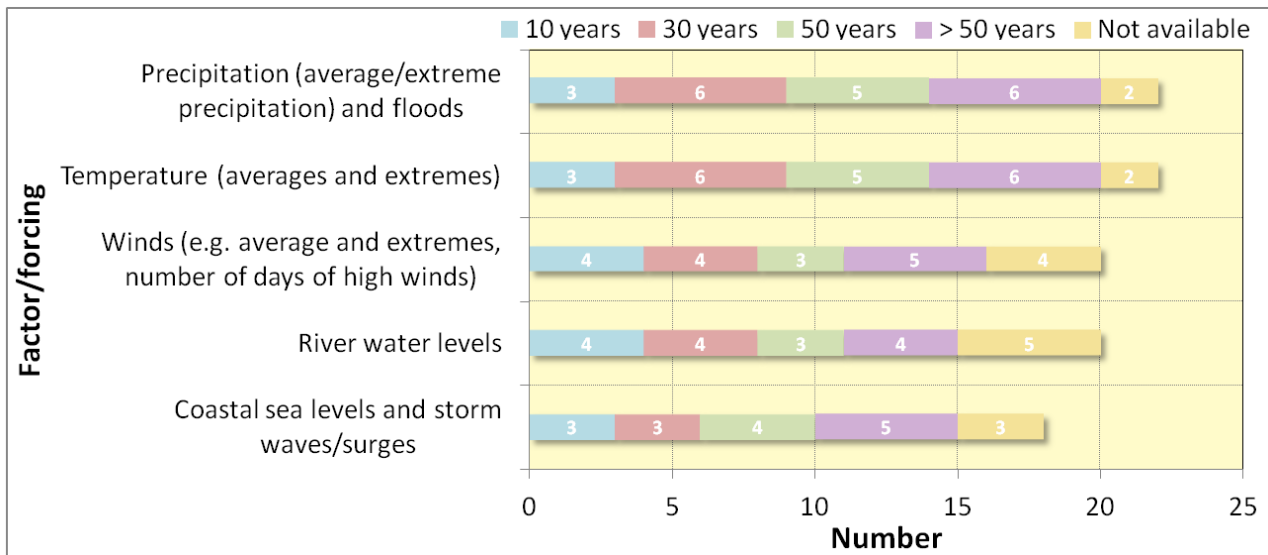 10 years 30 years 50 years > 50 years Not available
Precipitation (average/extreme
precipitation) and floods
3 6 5 6 2
Temperature (averages and extremes)
3 6 5 6 2
Winds (e.g. average and extremes,
number of days of high winds)
4 4 3 5 4
River water levels
4 4 3 4 5
Coastal sea levels and storm
waves/surges
3 3 4 5 3
Factor/forcing
0 5 10 15 20 25
Number